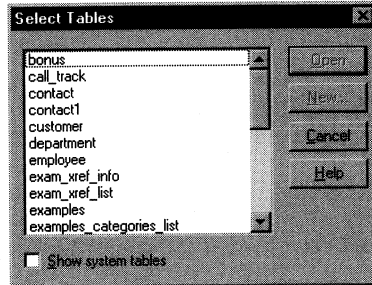 Select Tables
bonus
call_track
contact
contact1
customer
department
employee
exam_xref_info
exam_xref_list
examples
examples_categories_list
Open
New...
Cancel
Help
Show system tables